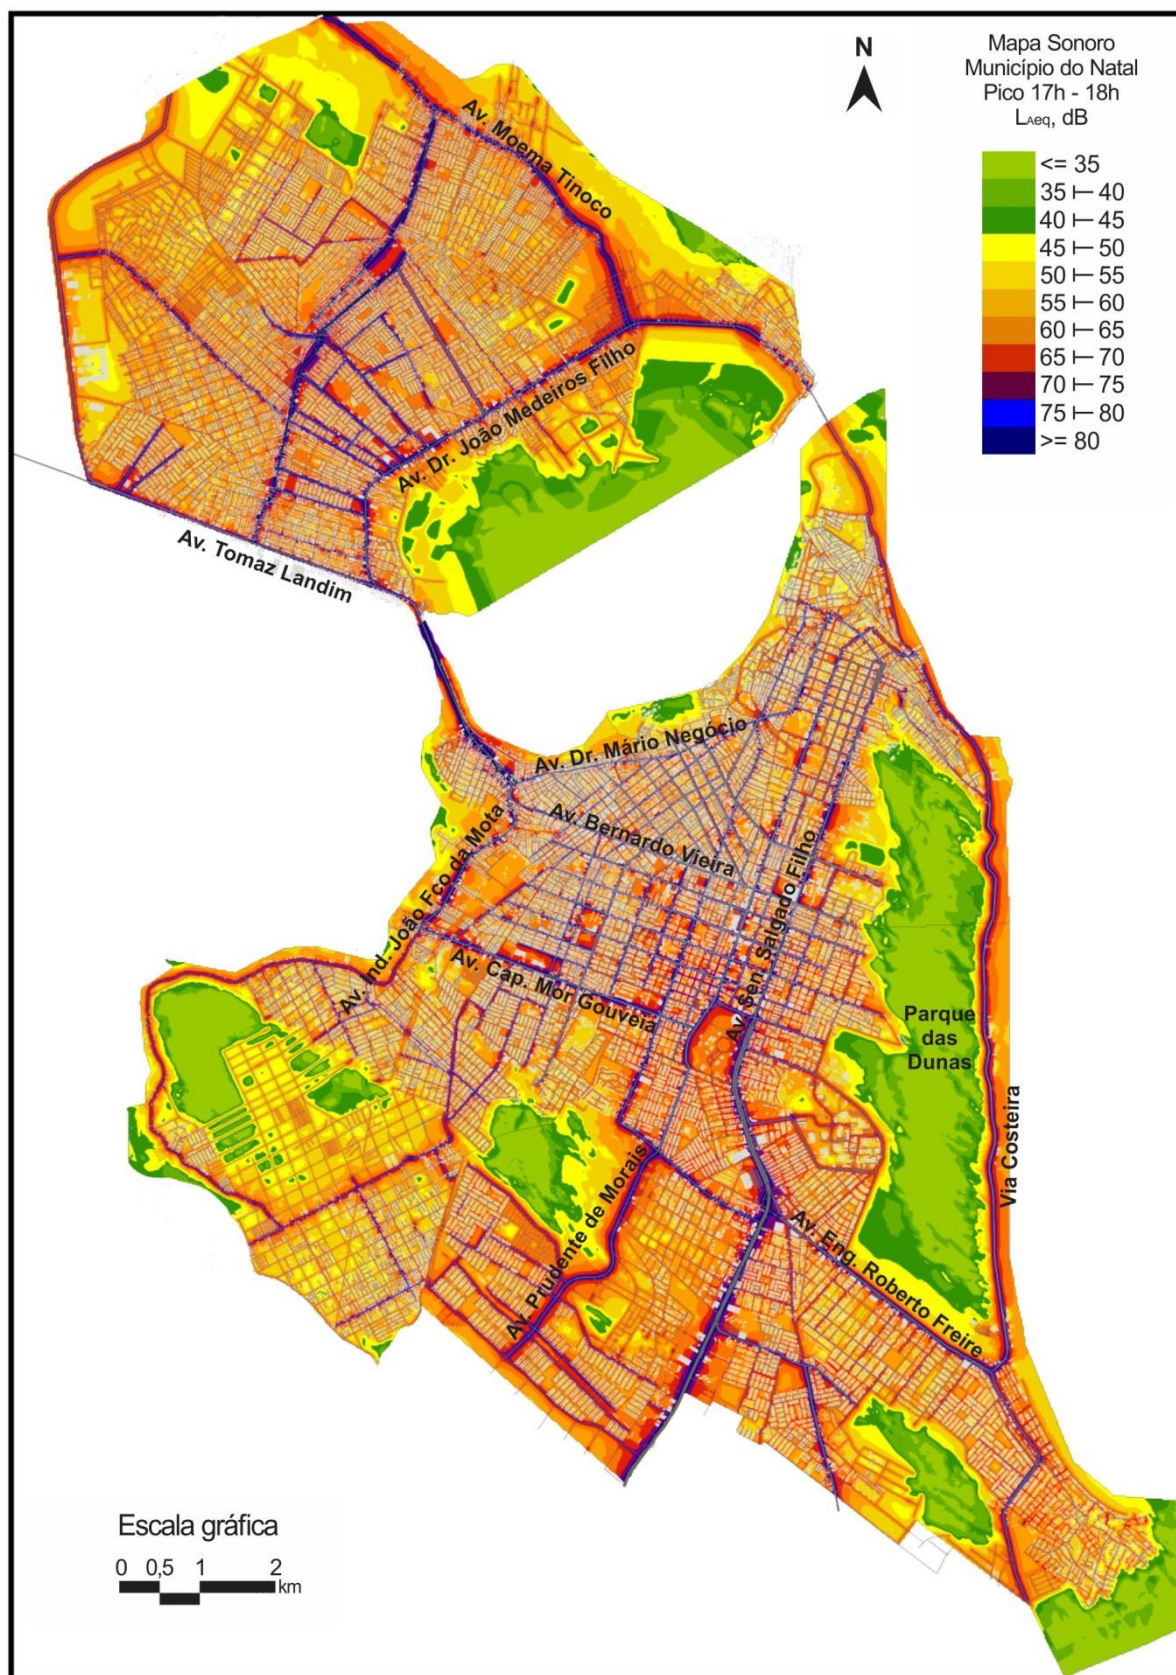 N
Mapa Sonoro
Município do Natal
Pico 17h - 18h
LAeq, dB
<= 35
35 ⊢ 40
40 ⊢ 45
45 ⊢ 50
50 ⊢ 55
55 ⊢ 60
60 ⊢ 65
65 ⊢ 70
70 ⊢ 75
75 ⊢ 80
>= 80
Av. Moema Tinoco
Av. Dr. João Medeiros Filho
Av. Tomaz Landim
Av. Dr. Mário Negócio
Av. Bernardo Vieira
Av. Ind. João Fco da Mota
Av. Sen. Salgado Filho
Av. Cap. Mor Gouveia
Parque
das
Dunas
Via Costeira
Av. Prudente de Morais
Av. Eng. Roberto Freire
Escala gráfica
0 0,5 1 2
km